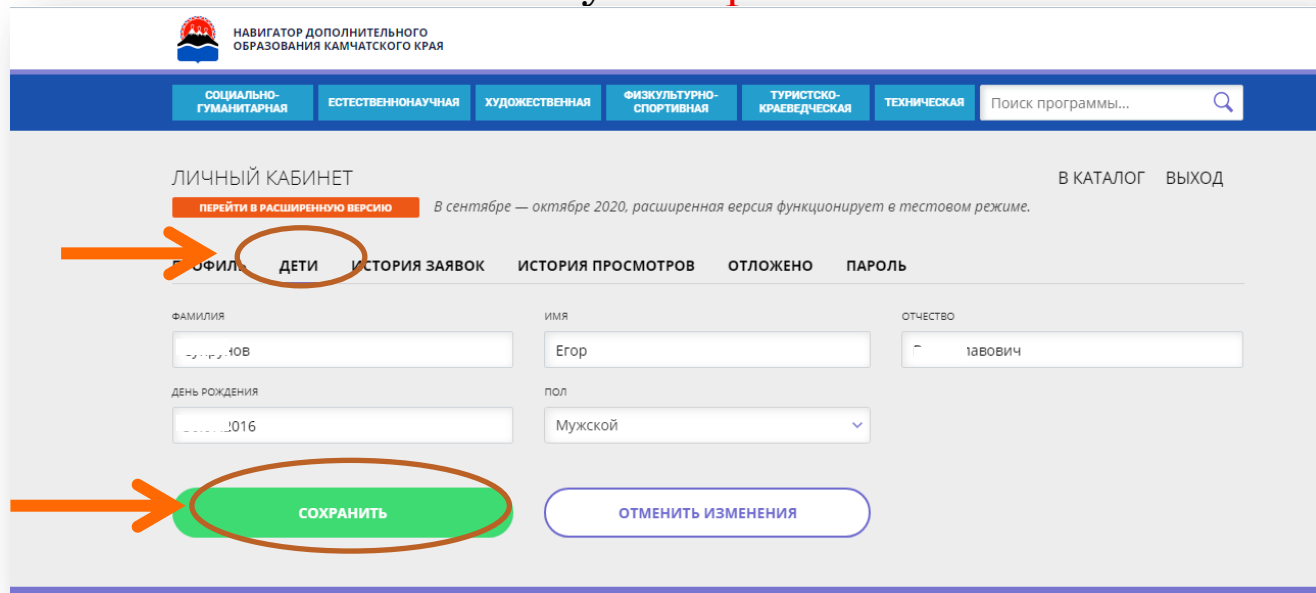 НАВИГАТОР ДОПОЛНИТЕЛЬНОГО
ОБРАЗОВАНИЯ КАМЧАТСКОГО КРАЯ
СОЦИАЛЬНО-
ГУМАНИТАРНАЯ
ЕСТЕСТВЕННОНАУЧНАЯ
ХУДОЖЕСТВЕННАЯ
ФИЗКУЛЬТУРНО-
СПОРТИВНАЯ
ТУРИСТСКО-
КРАЕВЕДЧЕСКАЯ
ТЕХНИЧЕСКАЯ
Поиск программы...
ЛИЧНЫЙ КАБИНЕТ
В КАТАЛОГ ВЫХОД
ПЕРЕЙТИ В РАСШИРЕННУЮ ВЕРСИЮ В сентябре — октябре 2020, расширенная версия функционирует в тестовом режиме.
ПРОФИЛЬ ДЕТИ ИСТОРИЯ ЗАЯВОК ИСТОРИЯ ПРОСМОТРОВ ОТЛОЖЕНО ПАРОЛЬ
ФАМИЛИЯ ИМЯ ОТЧЕСТВО
Егор
ДЕНЬ РОЖДЕНИЯ ПОЛ
2016 Мужской
СОХРАНИТЬ ОТМЕНИТЬ ИЗМЕНЕНИЯ